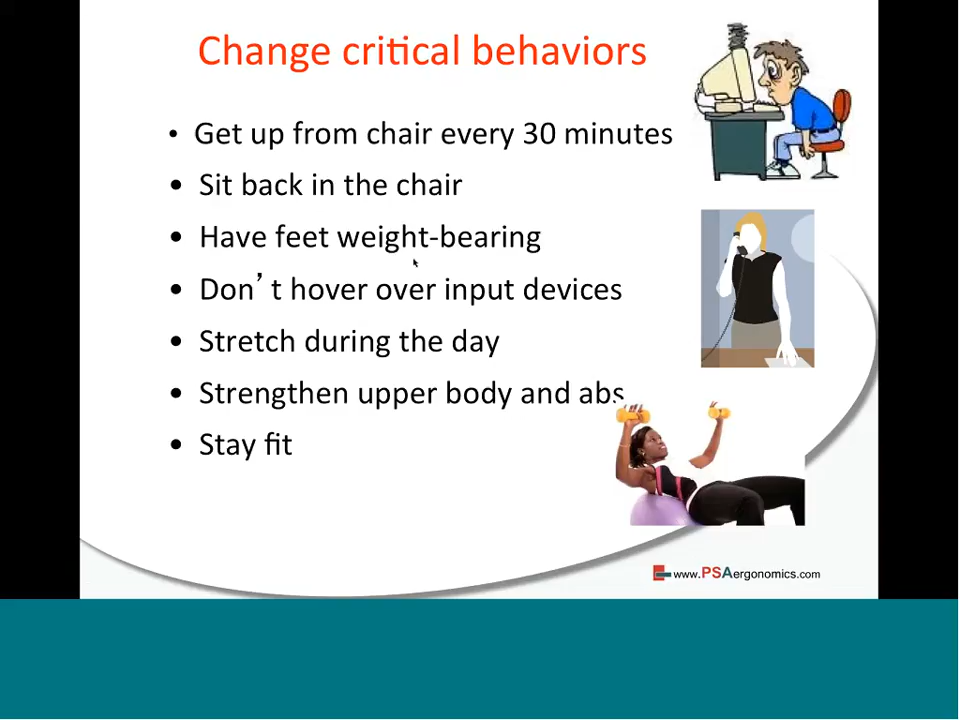 Change critical behaviors
• Get up from chair every 30 minutes
• Sit back in the chair
• Have feet weight-bearing
• Don’t hover over input devices
• Stretch during the day
• Strengthen upper body and abs
• Stay fit
www.PSAergonomics.com